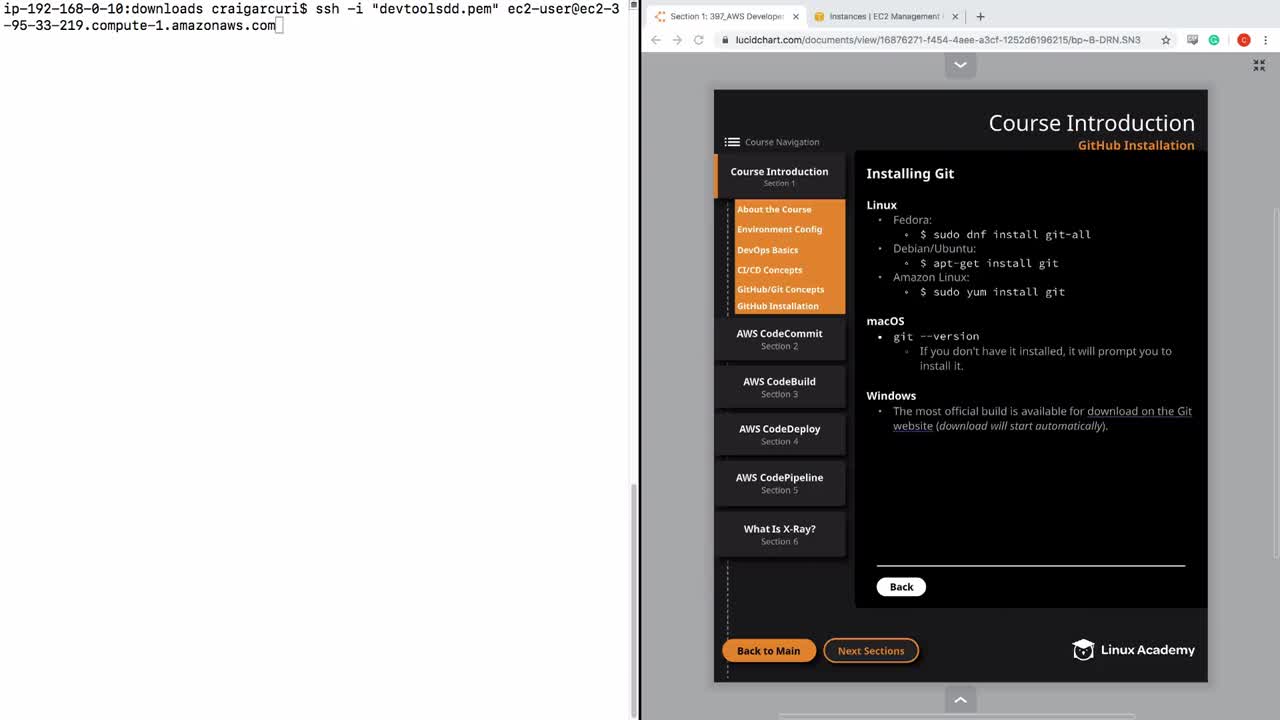 ip-192-168-0-10:downloads craigarcuri$ ssh -i "devtoolsdd.pem" ec2-user@ec2-3
-95-33-219.compute-1.amazonaws.com
Section 1: 397_AWS Develope
Instances | EC2 Management
lucidchart.com/documents/view/16876271-f454-4aee-a3cf-1252d6196215/bp~B-DRN.SN3
Course Introduction
GitHub Installation
Course Navigation
Course Introduction
Section 1
About the Course
Environment Config
DevOps Basics
CI/CD Concepts
GitHub/Git Concepts
GitHub Installation
AWS CodeCommit
Section 2
AWS CodeBuild
Section 3
AWS CodeDeploy
Section 4
AWS CodePipeline
Section 5
What Is X-Ray?
Section 6
Installing Git
Linux
• Fedora:
◦ $ sudo dnf install git-all
• Debian/Ubuntu:
◦ $ apt-get install git
• Amazon Linux:
◦ $ sudo yum install git
macOS
• git --version
◦ If you don't have it installed, it will prompt you to
install it.
Windows
• The most official build is available for download on the Git
website (download will start automatically).
Back
Back to Main
Next Sections
Linux Academy